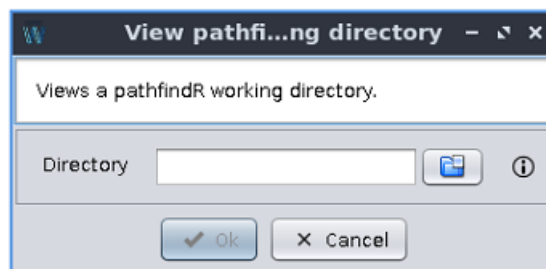 View pathfi...ng directory
Views a pathfindR working directory.
Directory
Ok
Cancel